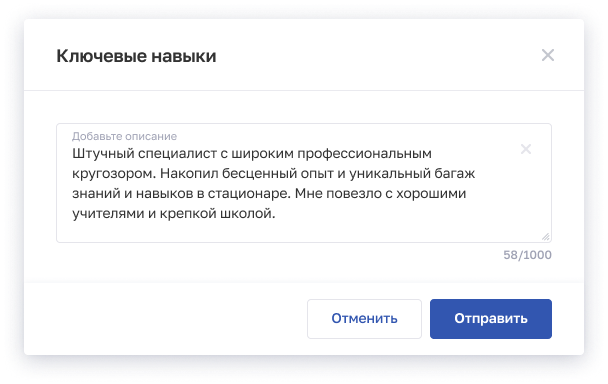 Ключевые навыки
Добавьте описание
Штучный специалист с широким профессиональным
кругозором. Накопил бесценный опыт и уникальный багаж
знаний и навыков в стационаре. Мне повезло с хорошими
учителями и крепкой школой.
58/1000
Отменить
Отправить